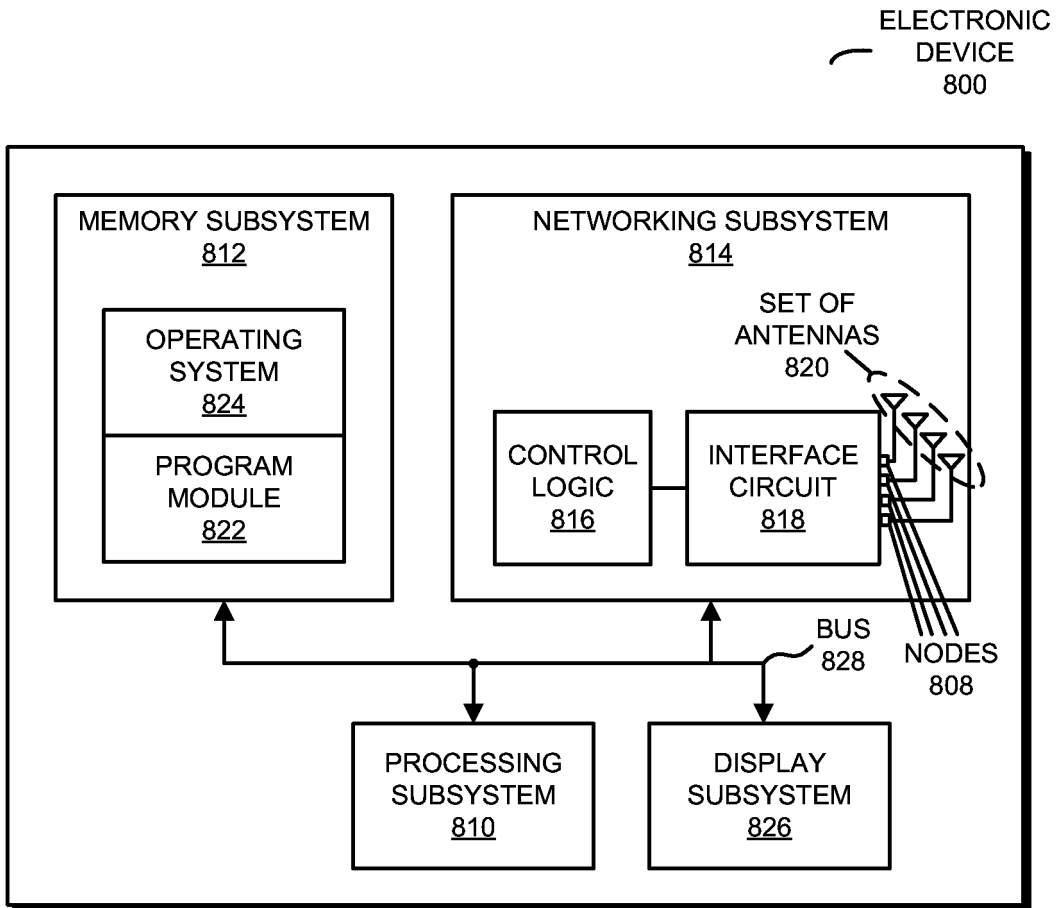 ELECTRONIC
DEVICE
800
MEMORY SUBSYSTEM
812
OPERATING
SYSTEM
824
PROGRAM
MODULE
822
NETWORKING SUBSYSTEM
814
SET OF
ANTENNAS
820
CONTROL
LOGIC
816
INTERFACE
CIRCUIT
818
BUS
828
NODES
808
PROCESSING
SUBSYSTEM
810
DISPLAY
SUBSYSTEM
826